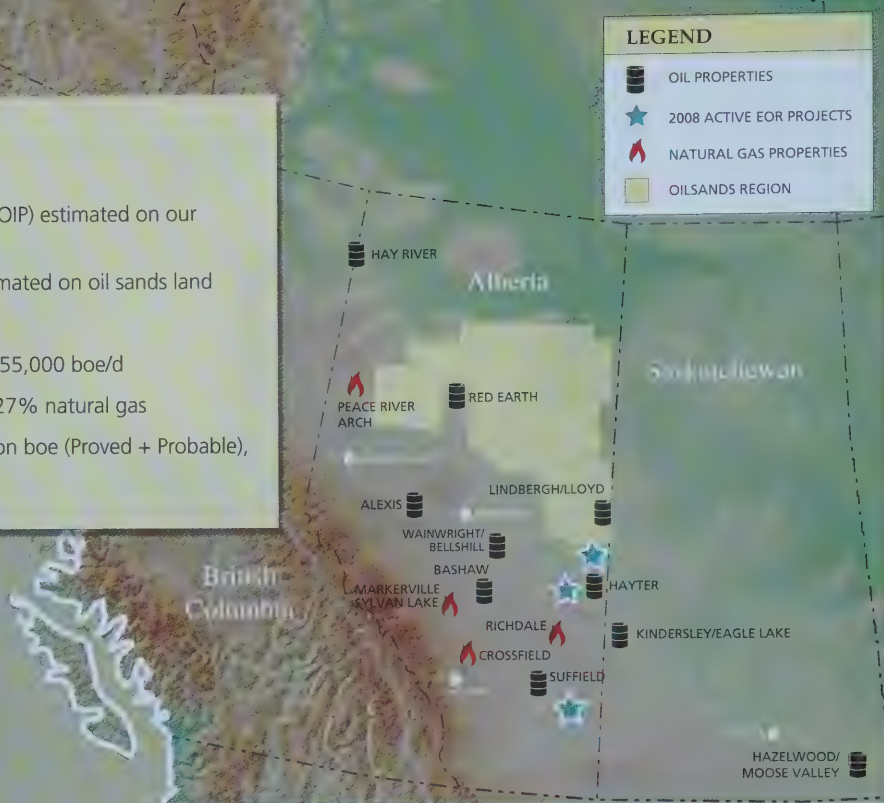 OIP) estimated on our
mated on oil sands land
55,000 boe/d
27% natural gas
on boe (Proved + Probable),
LEGEND
OIL PROPERTIES
2008 ACTIVE EOR PROJECTS
NATURAL GAS PROPERTIES
OILSANDS REGION
HAY RIVER
Alberta
Saskatchewan
PEACE RIVER
ARCH
RED EARTH
LINDBERGH/LLOYD
ALEXIS
WAINWRIGHT/
BELLSHILL
BASHAW
British
Columbia
MARKERVILLE
SYLVAN LAKE
HAYTER
RICHDALE
KINDERSLEY/EAGLE LAKE
CROSSFIELD
SUFFIELD
HAZELWOOD/
MOOSE VALLEY